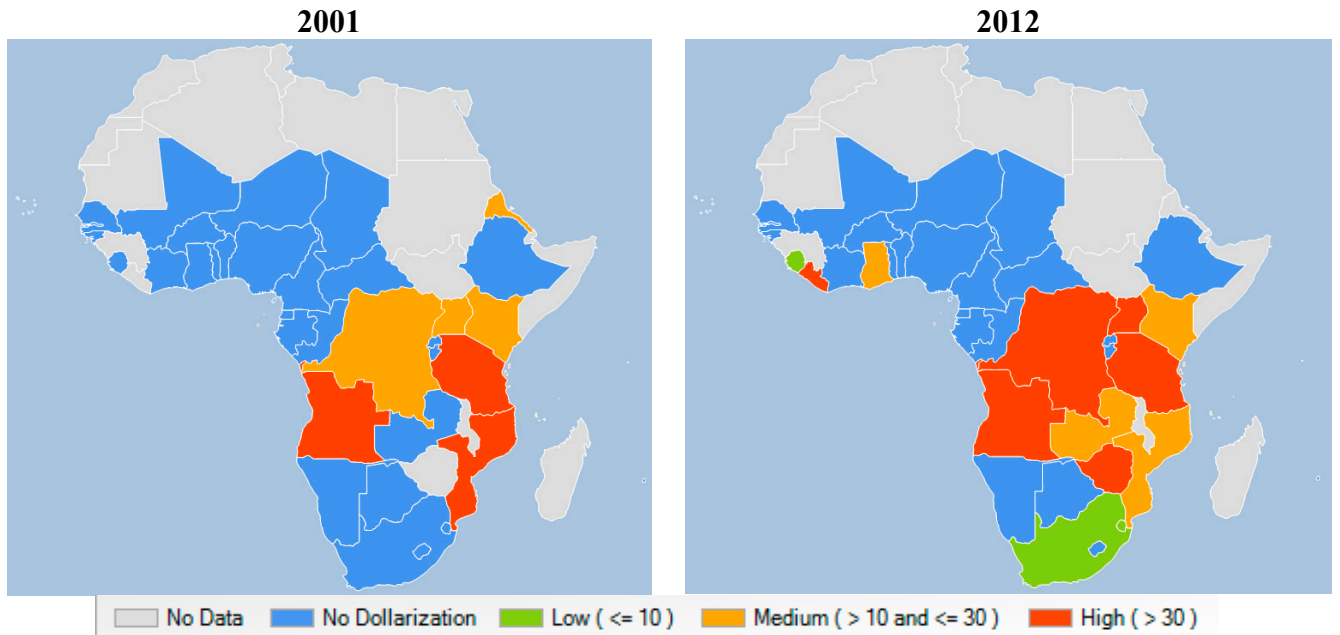 2001
2012
No Data
No Dollarization
Low ( <= 10 )
Medium ( > 10 and <= 30 )
High ( > 30 )